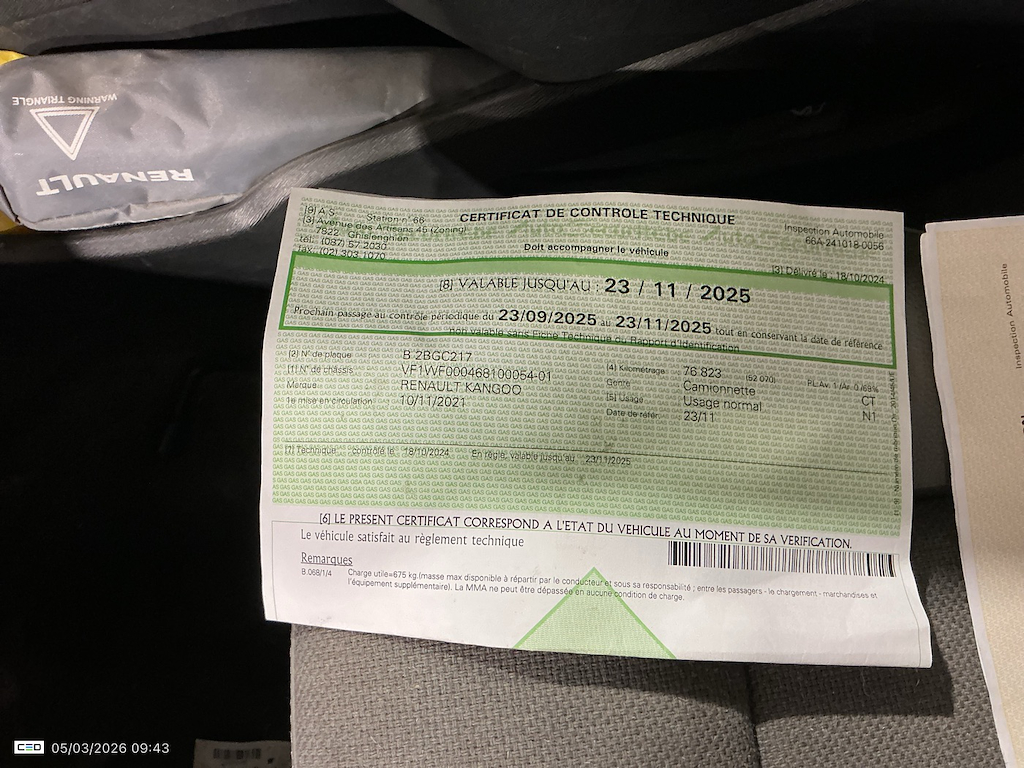 WARNING TRIANGLE
RENAULT
[9] A.S. Station n° 66
[3] Avenue des Artisans 45 (Zoning)
7822 Ghislenghien
tél. (087) 57 2030
fax. (02) 303 1070
CERTIFICAT DE CONTROLE TECHNIQUE
Doit accompagner le véhicule
Inspection Automobile
66A-241018-0056
[3] Délivré le : 18/10/2024
[8] VALABLE JUSQU'AU : 23 / 11 / 2025
Prochain passage au contrôle périodique du 23/09/2025 au 23/11/2025 tout en conservant la date de référence
non valable sans Fiche Technique ou Rapport d'Identification
[2] N° de plaque B 2BGC217
[1] N° de châssis VF1WF000468100054-01
Marque RENAULT KANGOO
1e mise en circulation 10/11/2021
[4] Kilométrage 76 823 (52 070)
Genre Camionnette CT
[5] Usage Usage normal N1
Date de référ. 23/11
[7] Technique : contrôlé le 18/10/2024 En règle, valable jusqu'au 23/11/2025
[6] LE PRESENT CERTIFICAT CORRESPOND A L'ETAT DU VEHICULE AU MOMENT DE SA VERIFICATION.
Le véhicule satisfait au règlement technique
Remarques
B.068/1/4 Charge utile=675 kg.(masse max disponible à répartir par le conducteur et sous sa responsabilité ; entre les passagers - le chargement - marchandises et
l'équipement supplémentaire). La MMA ne peut être dépassée en aucune condition de charge.
Inspection Automobile
CEO 05/03/2026 09:43